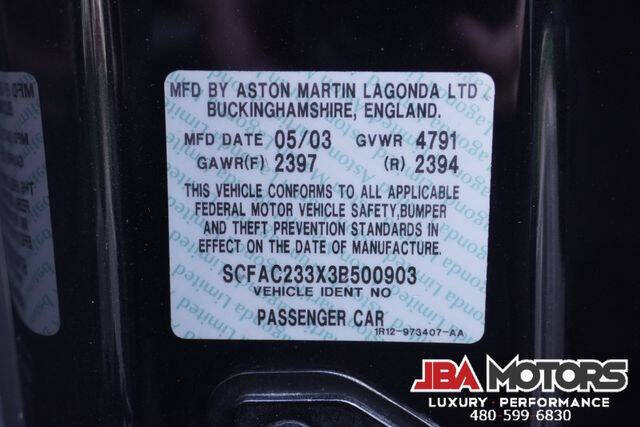 MFD BY ASTON MARTIN LAGONDA LTD
BUCKINGHAMSHIRE, ENGLAND.
MFD DATE 05/03 GVWR 4791
GAWR(F) 2397 (R) 2394
THIS VEHICLE CONFORMS TO ALL APPLICABLE
FEDERAL MOTOR VEHICLE SAFETY,BUMPER
AND THEFT PREVENTION STANDARDS IN
EFFECT ON THE DATE OF MANUFACTURE.
SCFAC233X3B500903
VEHICLE IDENT NO
PASSENGER CAR
1R12-973407-AA
JBA MOTORS
LUXURY • PERFORMANCE
480 599 6830